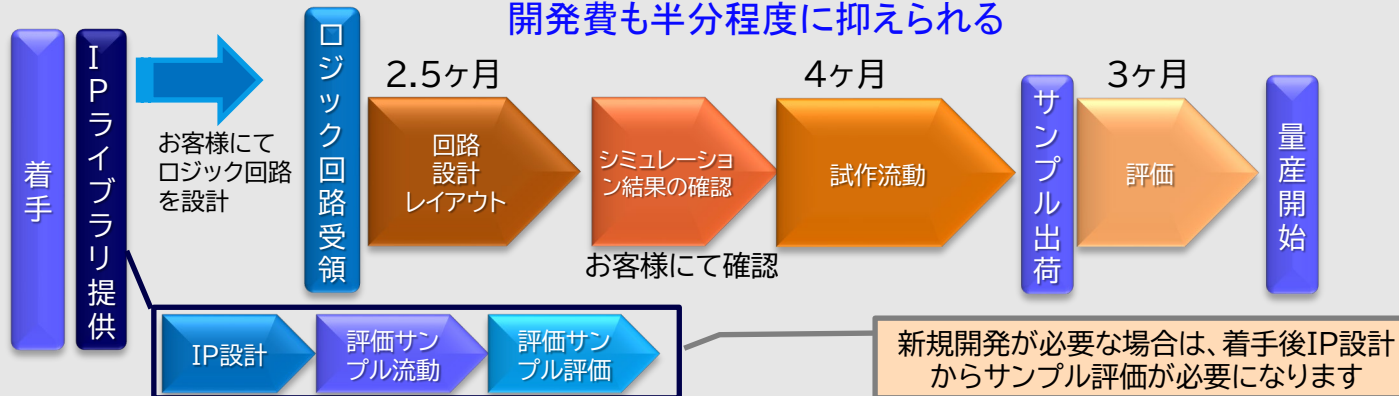 開発費も半分程度に抑えられる
着手
IPライブラリ提供
お客様にて
ロジック回路
を設計
ロジック回路受領
2.5ヶ月
回路
設計
レイアウト
シミュレーショ
ン結果の確認
お客様にて確認
4ヶ月
試作流動
サンプル出荷
3ヶ月
評価
量産開始
IP設計
評価サン
プル流動
評価サン
プル評価
新規開発が必要な場合は、着手後IP設計
からサンプル評価が必要になります